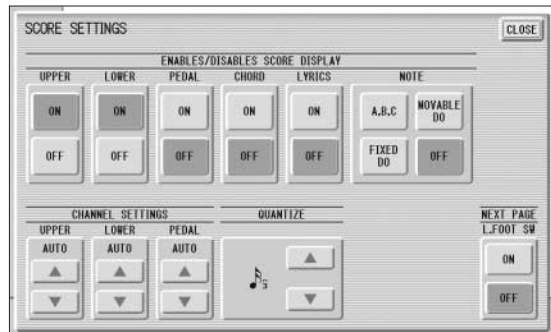 SCORE SETTINGS
CLOSE
ENABLES/DISABLES SCORE DISPLAY
UPPER LOWER PEDAL CHORD LYRICS NOTE
ON ON ON ON ON A.B.C MOVABLE DO
OFF OFF OFF OFF OFF FIXED DO OFF
CHANNEL SETTINGS QUANTIZE NEXT PAGE
UPPER LOWER PEDAL L.FOOT SW
AUTO AUTO AUTO ON
3
OFF